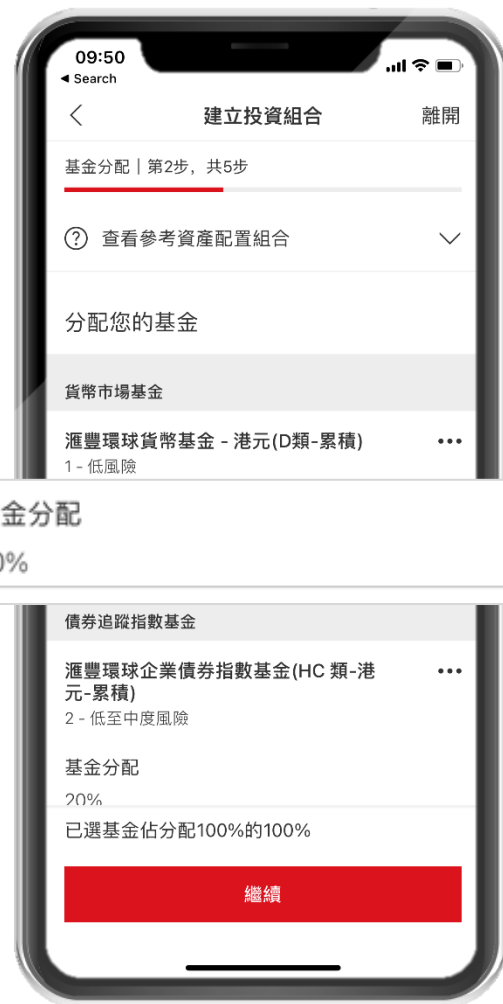 09:50
Search
建立投資組合
離開
基金分配｜第2步，共5步
查看參考資產配置組合
分配您的基金
貨幣市場基金
滙豐環球貨幣基金 - 港元(D類-累積)
1 - 低風險
金分配
0%
債券追蹤指數基金
滙豐環球企業債券指數基金(HC 類-港
元-累積)
2 - 低至中度風險
基金分配
20%
已選基金佔分配100%的100%
繼續